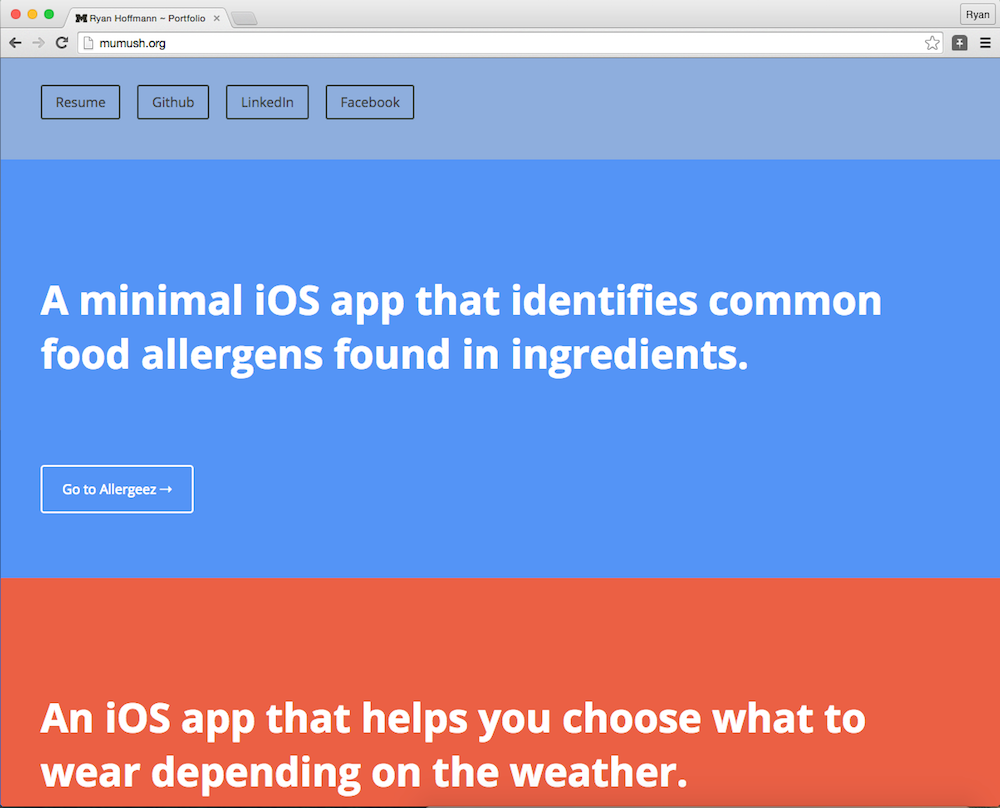 Ryan Hoffmann ~ Portfolio
Ryan
mumush.org
Resume Github LinkedIn Facebook
A minimal iOS app that identifies common
food allergens found in ingredients.
Go to Allergeez →
An iOS app that helps you choose what to
wear depending on the weather.